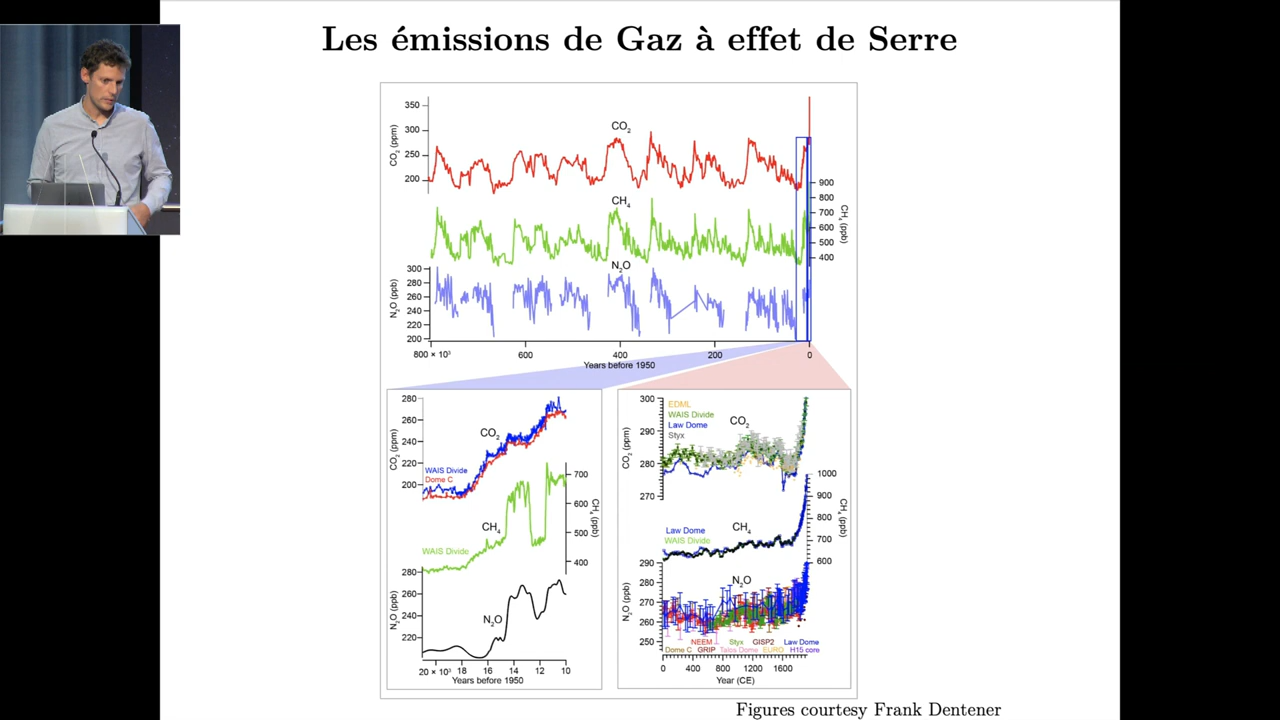 Les émissions de Gaz à effet de Serre
350
300
250
200
CO2 (ppm)
CO2
900
800
700
600
500
400
CH4 (ppb)
CH4
300
280
260
240
220
200
N2O (ppb)
N2O
800 × 10³ 600 400 200 0
Years before 1950
280
260
240
220
200
CO2 (ppm)
CO2
WAIS Divide
Dome C
700
600
500
400
CH4 (ppb)
CH4
WAIS Divide
280
260
240
220
N2O (ppb)
N2O
20 × 10³ 18 16 14 12 10
Years before 1950
300
290
280
270
CO2 (ppm)
EDML
WAIS Divide
Law Dome
Styx
CO2
1000
900
800
700
600
CH4 (ppb)
CH4
Law Dome
WAIS Divide
290
280
270
260
250
N2O (ppb)
N2O
NEEM Styx GISP2 Law Dome
Dome C GRIP Talos Dome EURO H15 core
0 400 800 1200 1600
Year (CE)
Figures courtesy Frank Dentener